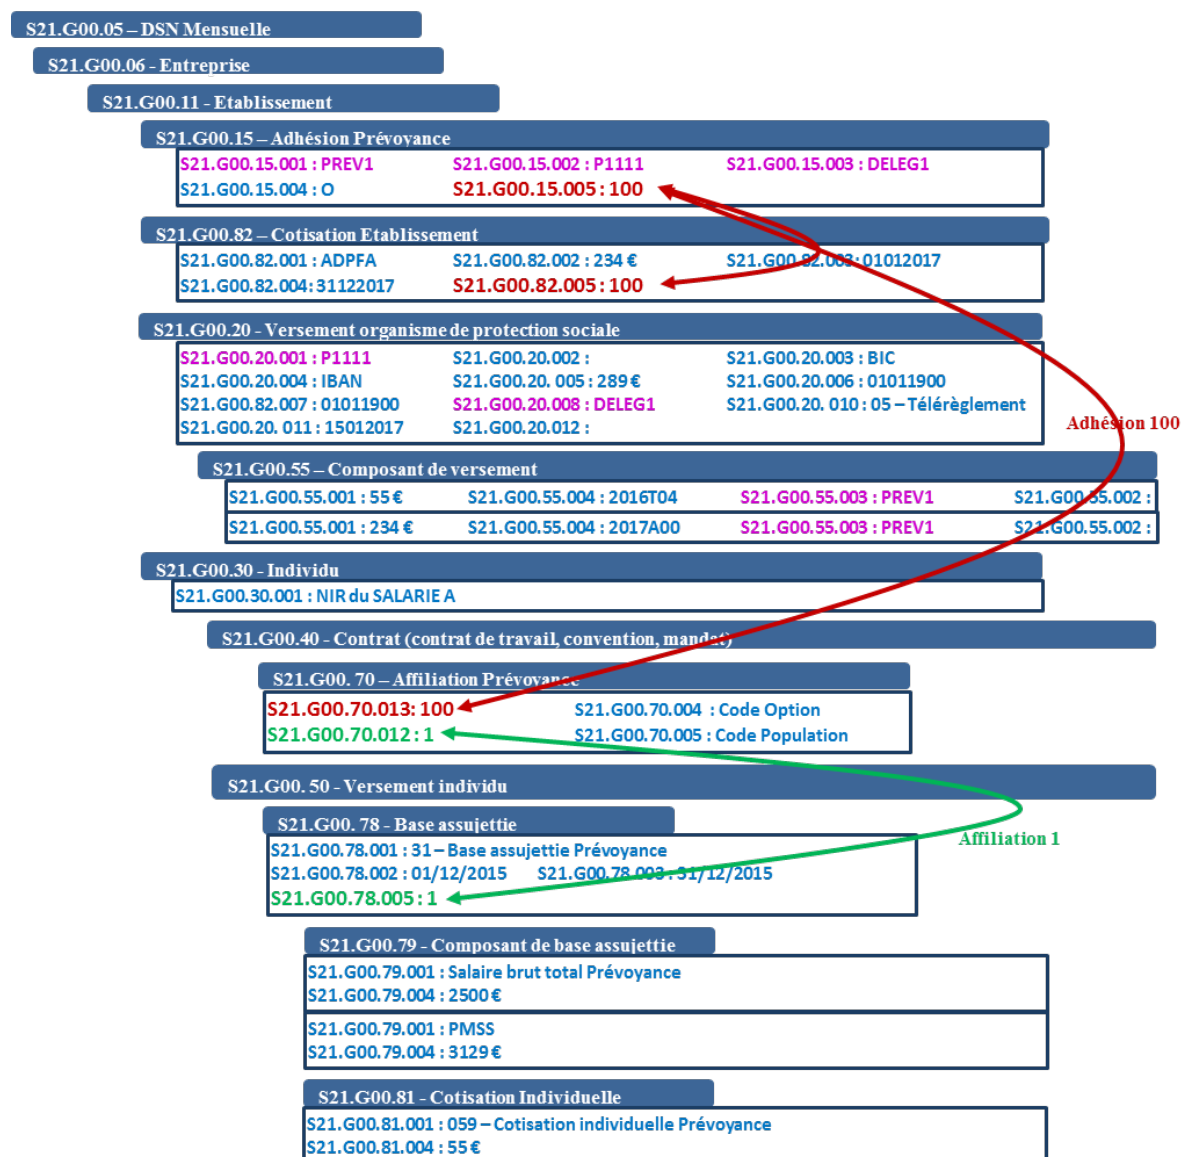 S21.G00.05 – DSN Mensuelle
S21.G00.06 - Entreprise
S21.G00.11 - Etablissement
S21.G00.15 – Adhésion Prévoyance
S21.G00.15.001 : PREV1 S21.G00.15.002 : P1111 S21.G00.15.003 : DELEG1
S21.G00.15.004 : O S21.G00.15.005 : 100
S21.G00.82 – Cotisation Etablissement
S21.G00.82.001 : ADPFA S21.G00.82.002 : 234 € S21.G00.82.003: 01012017
S21.G00.82.004: 31122017 S21.G00.82.005 : 100
S21.G00.20 - Versement organisme de protection sociale
S21.G00.20.001 : P1111 S21.G00.20.002 : S21.G00.20.003 : BIC
S21.G00.20.004 : IBAN S21.G00.20. 005 : 289 € S21.G00.20.006 : 01011900
S21.G00.82.007 : 01011900 S21.G00.20.008 : DELEG1 S21.G00.20. 010 : 05 – Télérèglement
S21.G00.20. 011 : 15012017 S21.G00.20.012 :
Adhésion 100
S21.G00.55 – Composant de versement
S21.G00.55.001 : 55 € S21.G00.55.004 : 2016T04 S21.G00.55.003 : PREV1 S21.G00.55.002 :
S21.G00.55.001 : 234 € S21.G00.55.004 : 2017A00 S21.G00.55.003 : PREV1 S21.G00.55.002 :
S21.G00.30 - Individu
S21.G00.30.001 : NIR du SALARIE A
S21.G00.40 - Contrat (contrat de travail, convention, mandat)
S21.G00. 70 – Affiliation Prévoyance
S21.G00.70.013: 100 S21.G00.70.004 : Code Option
S21.G00.70.012 : 1 S21.G00.70.005 : Code Population
S21.G00. 50 - Versement individu
S21.G00. 78 - Base assujettie
Affiliation 1
S21.G00.78.001 : 31 – Base assujettie Prévoyance
S21.G00.78.002 : 01/12/2015 S21.G00.78.003 : 31/12/2015
S21.G00.78.005 : 1
S21.G00.79 - Composant de base assujettie
S21.G00.79.001 : Salaire brut total Prévoyance
S21.G00.79.004 : 2500 €
S21.G00.79.001 : PMSS
S21.G00.79.004 : 3129 €
S21.G00.81 - Cotisation Individuelle
S21.G00.81.001 : 059 – Cotisation individuelle Prévoyance
S21.G00.81.004 : 55 €